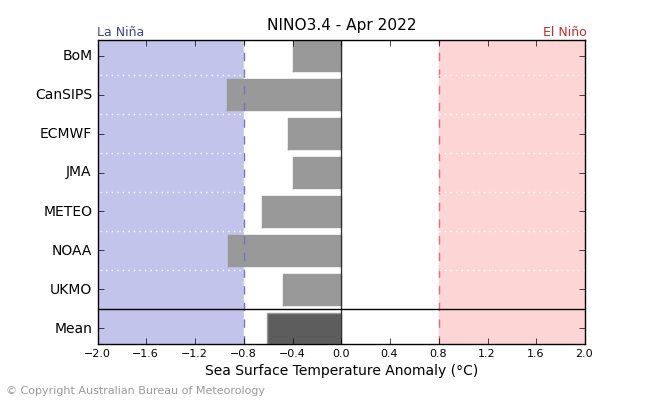 NINO3.4 - Apr 2022
La Niña
El Niño
BoM
CanSIPS
ECMWF
JMA
METEO
NOAA
UKMO
Mean
−2.0 −1.6 −1.2 −0.8 −0.4 0.0 0.4 0.8 1.2 1.6 2.0
Sea Surface Temperature Anomaly (°C)
© Copyright Australian Bureau of Meteorology